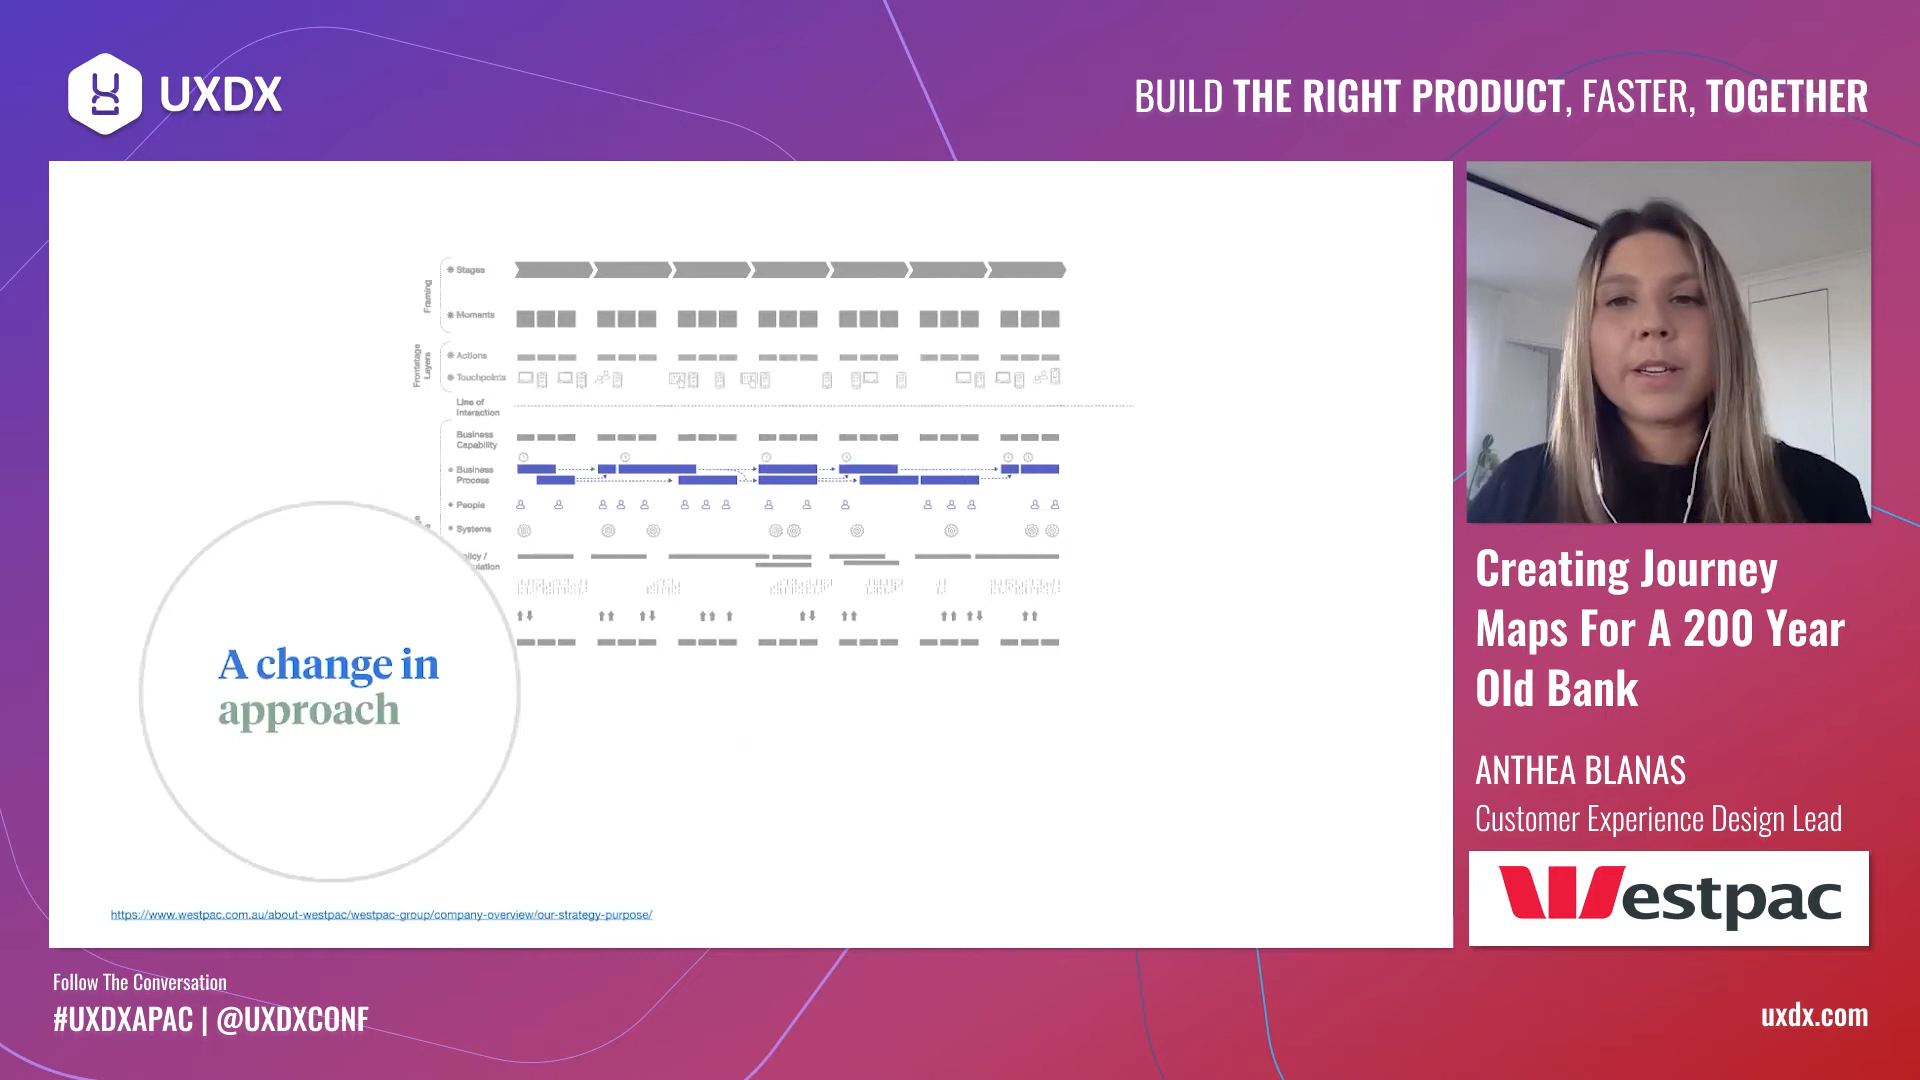 UXDX
BUILD THE RIGHT PRODUCT, FASTER, TOGETHER
Framing
Stages
Moments
Frontstage
Layers
Actions
Touchpoints
Line of
Interaction
Business
Capability
Business
Process
People
Systems
A change in
approach
https://www.westpac.com.au/about-westpac/westpac-group/company-overview/our-strategy-purpose/
Creating Journey
Maps For A 200 Year
Old Bank
ANTHEA BLANAS
Customer Experience Design Lead
Westpac
Follow The Conversation
#UXDXAPAC | @UXDXCONF
uxdx.com